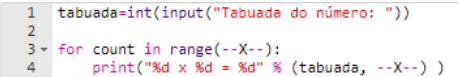 1 tabuada=int(input("Tabuada do número: "))
2
3 for count in range(--X--):
4     print("%d x %d = %d" % (tabuada, --X--) )